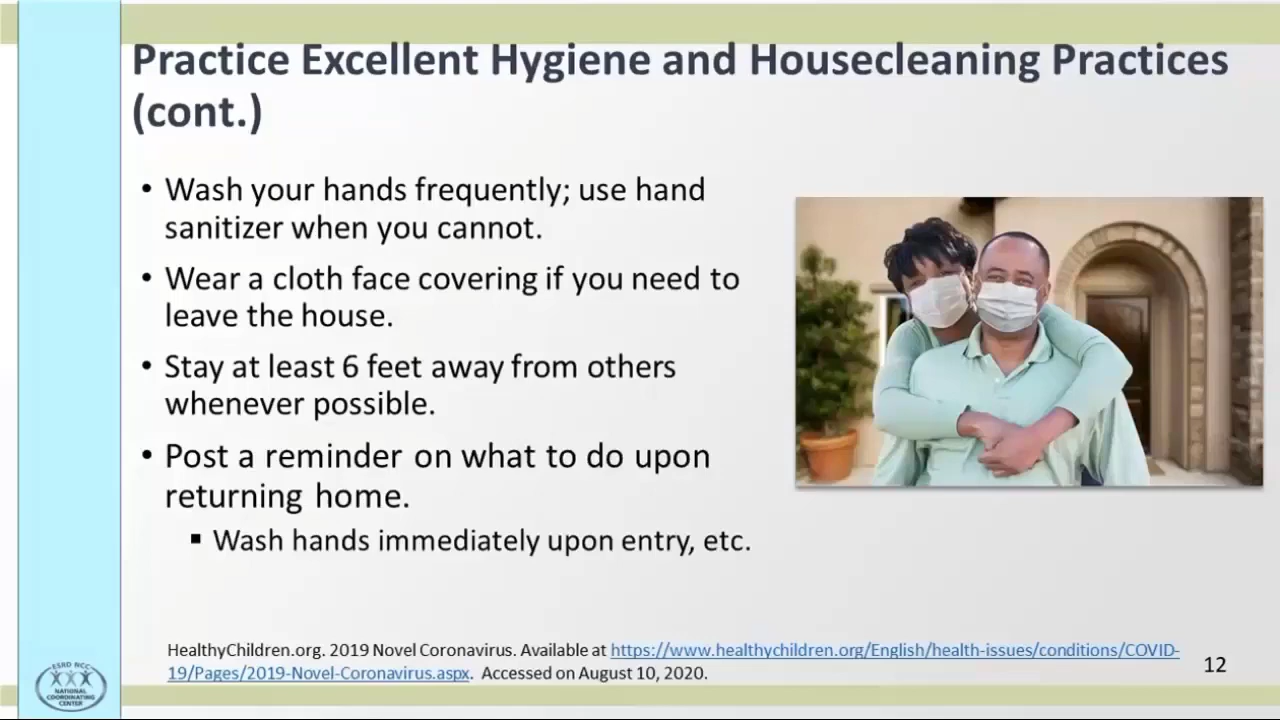 Practice Excellent Hygiene and Housecleaning Practices
(cont.)
• Wash your hands frequently; use hand
sanitizer when you cannot.
• Wear a cloth face covering if you need to
leave the house.
• Stay at least 6 feet away from others
whenever possible.
• Post a reminder on what to do upon
returning home.
▪ Wash hands immediately upon entry, etc.
HealthyChildren.org. 2019 Novel Coronavirus. Available at https://www.healthychildren.org/English/health-issues/conditions/COVID-
19/Pages/2019-Novel-Coronavirus.aspx. Accessed on August 10, 2020.
12
ESRD NCC
NATIONAL
COORDINATING
CENTER